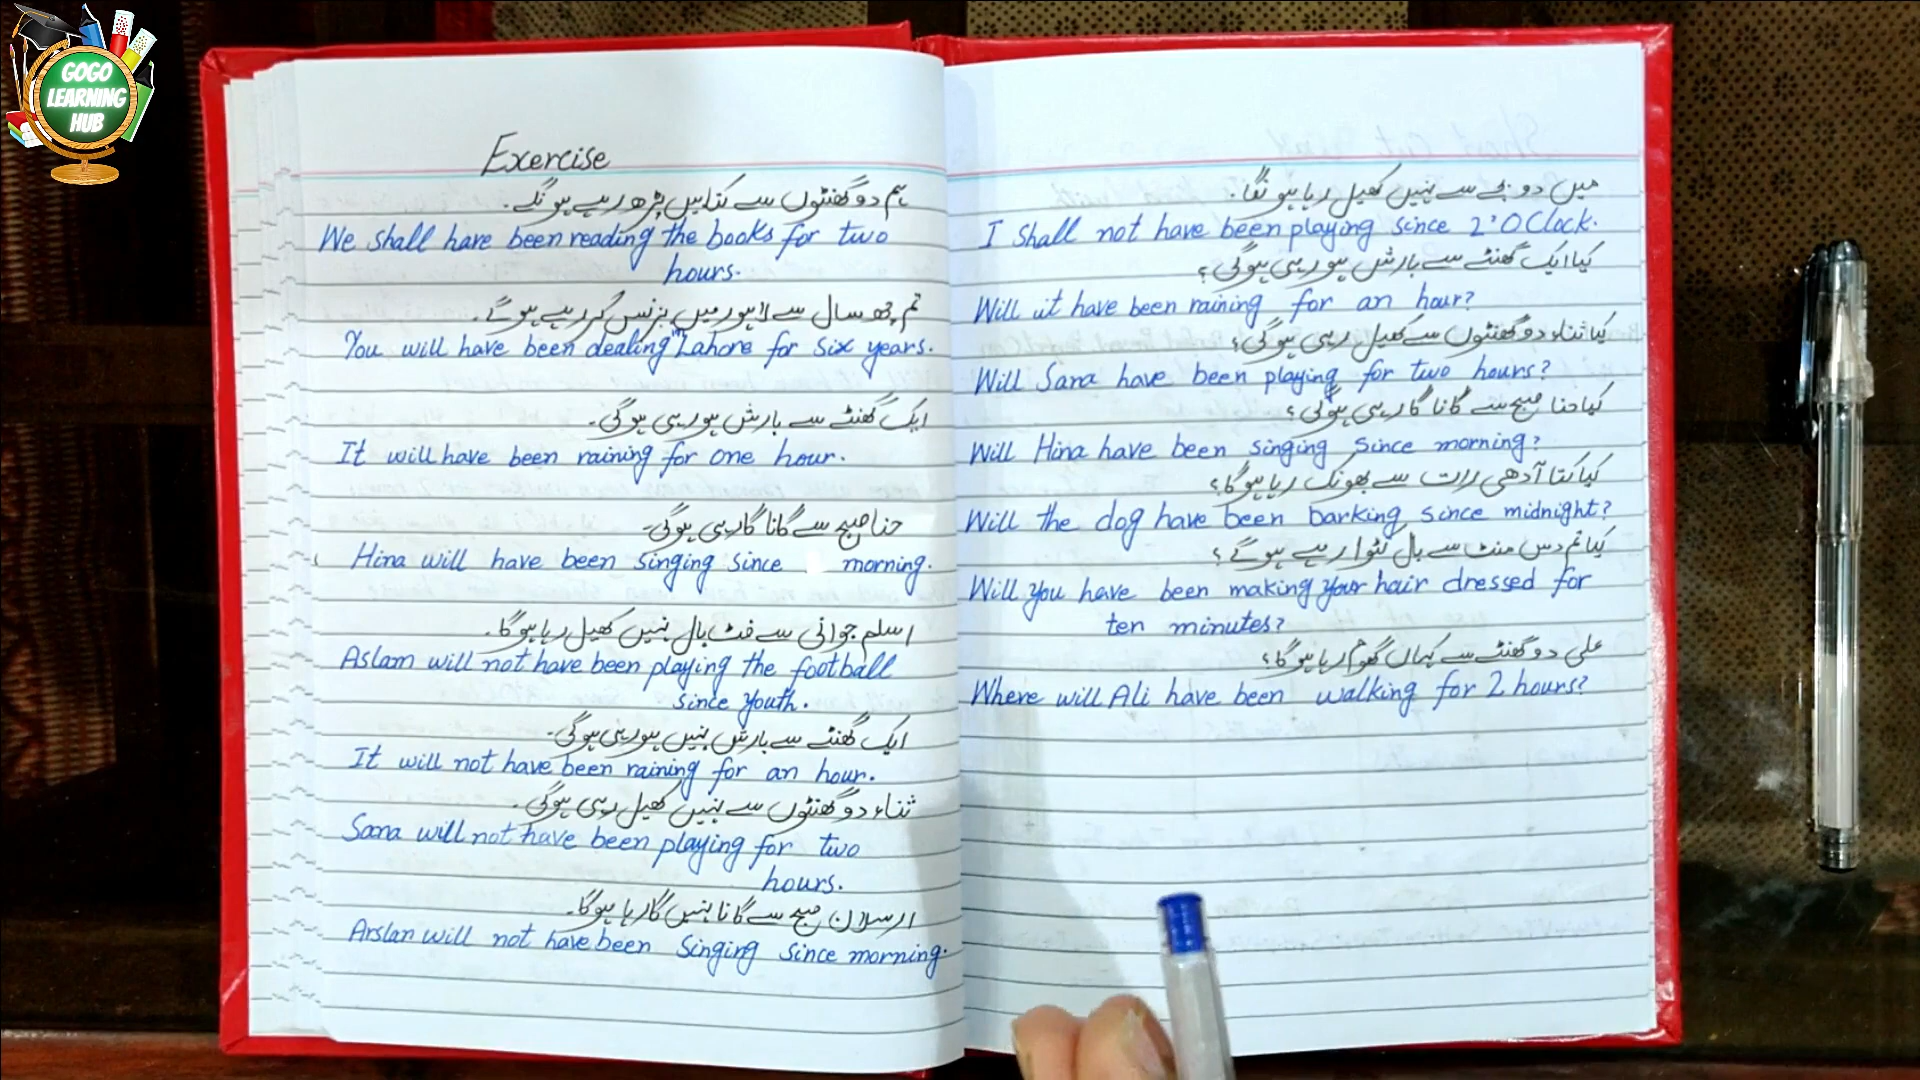 GOGO
LEARNING
HUB
Exercise
ہم دو گھنٹوں سے کتابیں پڑھ رہے ہونگے۔
We shall have been reading the books for two
hours.
تم چھ سال سے لاہور میں بزنس کر رہے ہو گے۔
You will have been dealing in Lahore for six years.
ایک گھنٹے سے بارش ہو رہی ہو گی۔
It will have been raining for one hour.
حنا صبح سے گانا گا رہی ہو گی۔
Hina will have been singing since morning.
اسلم جوانی سے فٹ بال نہیں کھیل رہا ہو گا۔
Aslam will not have been playing the football
since youth.
ایک گھنٹے سے بارش نہیں ہو رہی ہو گی۔
It will not have been raining for an hour.
ثناء دو گھنٹوں سے نہیں کھیل رہی ہو گی۔
Sana will not have been playing for two
hours.
ارسلان صبح سے گانا نہیں گا رہا ہو گا۔
Arslan will not have been singing since morning.
میں دو بجے سے نہیں کھیل رہا ہو نگا۔
I shall not have been playing since 2'O Clock.
کیا ایک گھنٹے سے بارش ہو رہی ہو گی؟
Will it have been raining for an hour?
کیا ثناء دو گھنٹوں سے کھیل رہی ہو گی؟
Will Sana have been playing for two hours?
کیا حنا صبح سے گانا گا رہی ہو گی؟
Will Hina have been singing since morning?
کیا کتا آدھی رات سے بھونک رہا ہو گا؟
Will the dog have been barking since midnight?
کیا تم دس منٹ سے بال کٹوا رہے ہو گے؟
Will you have been making your hair dressed for
ten minutes?
علی دو گھنٹے سے کہاں گھوم رہا ہو گا؟
Where will Ali have been walking for 2 hours?